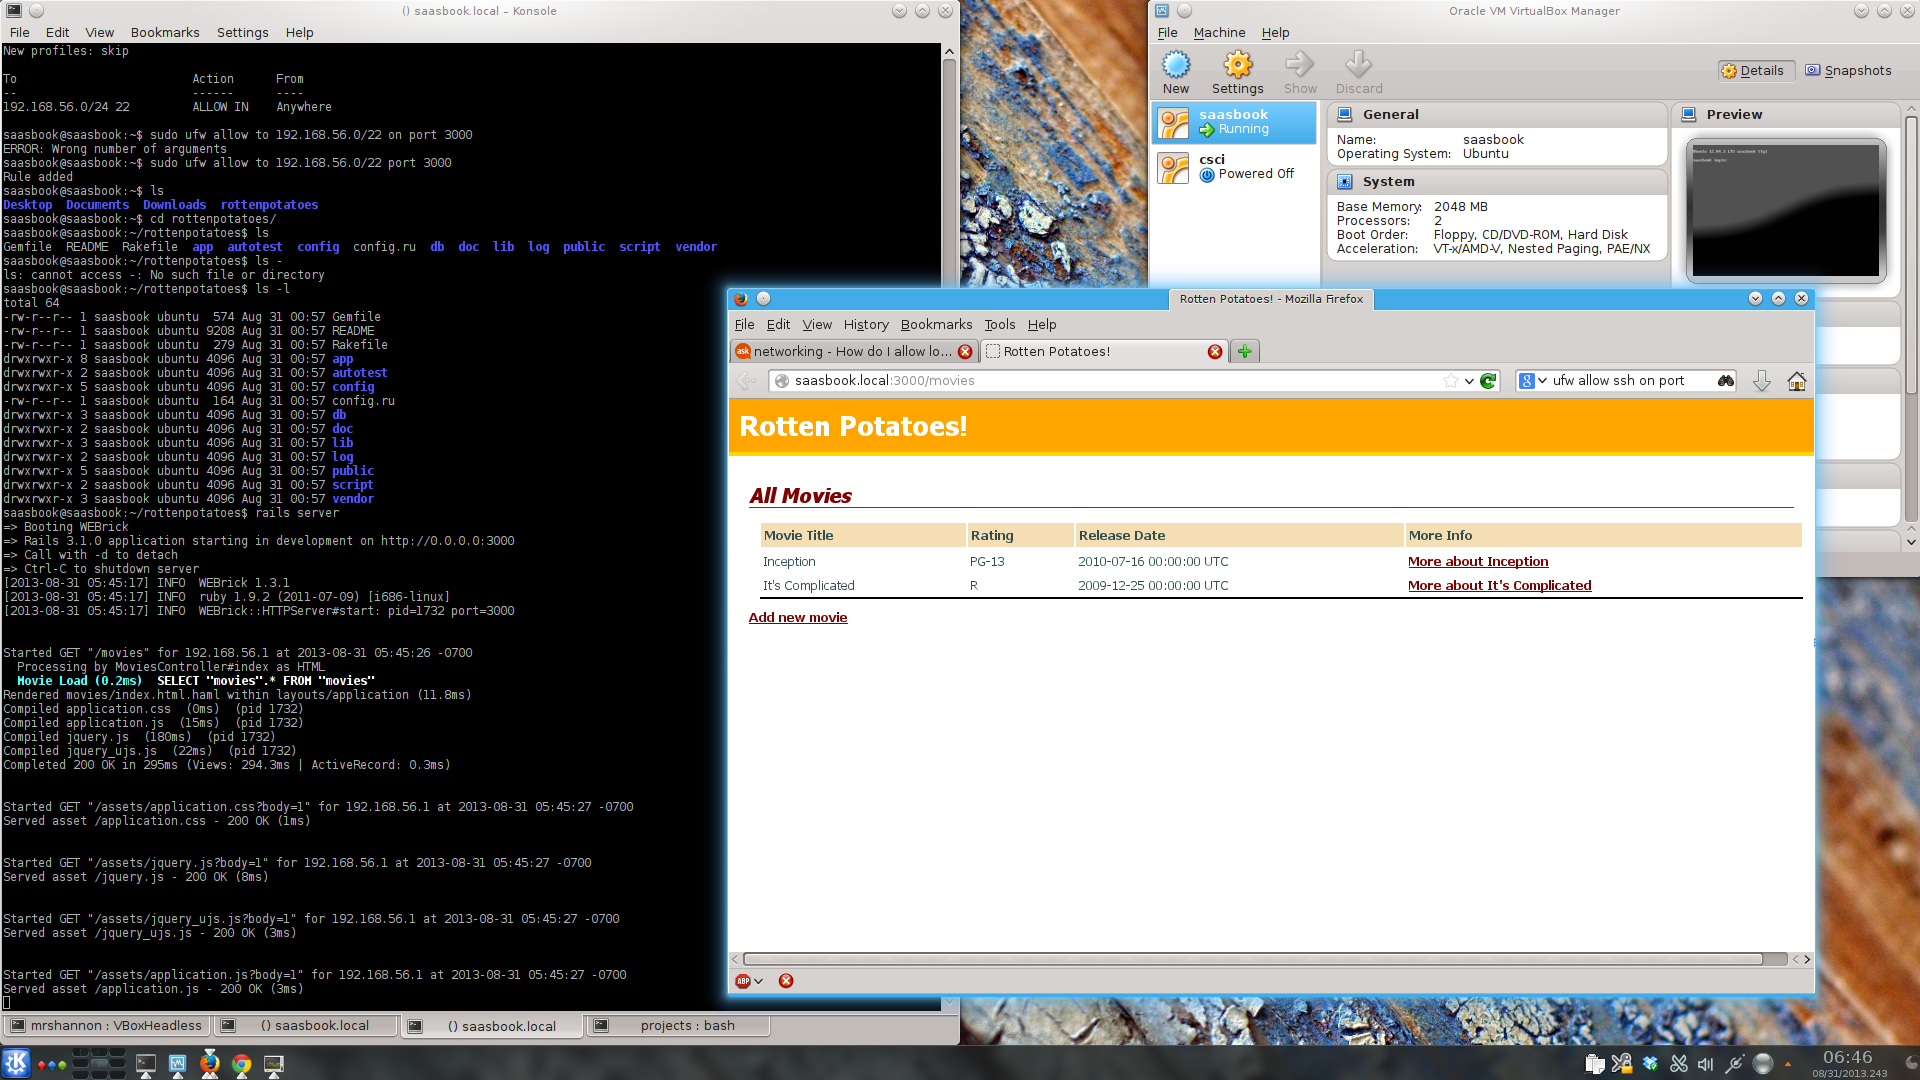 () saasbook.local – Konsole
File Edit View Bookmarks Settings Help
New profiles: skip
To Action From
-- ------ ----
192.168.56.0/24 22 ALLOW IN Anywhere
saasbook@saasbook:~$ sudo ufw allow to 192.168.56.0/22 on port 3000
ERROR: Wrong number of arguments
saasbook@saasbook:~$ sudo ufw allow to 192.168.56.0/22 port 3000
Rule added
saasbook@saasbook:~$ ls
Desktop Documents Downloads rottenpotatoes
saasbook@saasbook:~$ cd rottenpotatoes/
saasbook@saasbook:~/rottenpotatoes$ ls
Gemfile README Rakefile app autotest config config.ru db doc lib log public script vendor
saasbook@saasbook:~/rottenpotatoes$ ls -
ls: cannot access -: No such file or directory
saasbook@saasbook:~/rottenpotatoes$ ls -l
total 64
-rw-r--r-- 1 saasbook ubuntu 574 Aug 31 00:57 Gemfile
-rw-r--r-- 1 saasbook ubuntu 9208 Aug 31 00:57 README
-rw-r--r-- 1 saasbook ubuntu 279 Aug 31 00:57 Rakefile
drwxrwxr-x 8 saasbook ubuntu 4096 Aug 31 00:57 app
drwxrwxr-x 2 saasbook ubuntu 4096 Aug 31 00:57 autotest
drwxrwxr-x 5 saasbook ubuntu 4096 Aug 31 00:57 config
-rw-r--r-- 1 saasbook ubuntu 164 Aug 31 00:57 config.ru
drwxrwxr-x 3 saasbook ubuntu 4096 Aug 31 00:57 db
drwxrwxr-x 2 saasbook ubuntu 4096 Aug 31 00:57 doc
drwxrwxr-x 3 saasbook ubuntu 4096 Aug 31 00:57 lib
drwxrwxr-x 2 saasbook ubuntu 4096 Aug 31 00:57 log
drwxrwxr-x 5 saasbook ubuntu 4096 Aug 31 00:57 public
drwxrwxr-x 2 saasbook ubuntu 4096 Aug 31 00:57 script
drwxrwxr-x 3 saasbook ubuntu 4096 Aug 31 00:57 vendor
saasbook@saasbook:~/rottenpotatoes$ rails server
=> Booting WEBrick
=> Rails 3.1.0 application starting in development on http://0.0.0.0:3000
=> Call with -d to detach
=> Ctrl-C to shutdown server
[2013-08-31 05:45:17] INFO WEBrick 1.3.1
[2013-08-31 05:45:17] INFO ruby 1.9.2 (2011-07-09) [i686-linux]
[2013-08-31 05:45:17] INFO WEBrick::HTTPServer#start: pid=1732 port=3000
Started GET "/movies" for 192.168.56.1 at 2013-08-31 05:45:26 -0700
Processing by MoviesController#index as HTML
Movie Load (0.2ms) SELECT "movies".* FROM "movies"
Rendered movies/index.html.haml within layouts/application (11.8ms)
Compiled application.css (0ms) (pid 1732)
Compiled application.js (15ms) (pid 1732)
Compiled jquery.js (180ms) (pid 1732)
Compiled jquery_ujs.js (22ms) (pid 1732)
Completed 200 OK in 295ms (Views: 294.3ms | ActiveRecord: 0.3ms)
Started GET "/assets/application.css?body=1" for 192.168.56.1 at 2013-08-31 05:45:27 -0700
Served asset /application.css - 200 OK (1ms)
Started GET "/assets/jquery.js?body=1" for 192.168.56.1 at 2013-08-31 05:45:27 -0700
Served asset /jquery.js - 200 OK (8ms)
Started GET "/assets/jquery_ujs.js?body=1" for 192.168.56.1 at 2013-08-31 05:45:27 -0700
Served asset /jquery_ujs.js - 200 OK (3ms)
Started GET "/assets/application.js?body=1" for 192.168.56.1 at 2013-08-31 05:45:27 -0700
Served asset /application.js - 200 OK (3ms)
mrshannon : VBoxHeadless () saasbook.local () saasbook.local projects : bash
Oracle VM VirtualBox Manager
File Machine Help
New Settings Show Discard Details Snapshots
saasbook
Running
csci
Powered Off
General
Name: saasbook
Operating System: Ubuntu
System
Base Memory: 2048 MB
Processors: 2
Boot Order: Floppy, CD/DVD-ROM, Hard Disk
Acceleration: VT-x/AMD-V, Nested Paging, PAE/NX
Preview
Rotten Potatoes! - Mozilla Firefox
File Edit View History Bookmarks Tools Help
ask networking - How do I allow lo... Rotten Potatoes!
saasbook.local:3000/movies
g ufw allow ssh on port
Rotten Potatoes!
All Movies
Movie Title Rating Release Date More Info
Inception PG-13 2010-07-16 00:00:00 UTC More about Inception
It's Complicated R 2009-12-25 00:00:00 UTC More about It's Complicated
Add new movie
ABP
06:46
08/31/2013.243